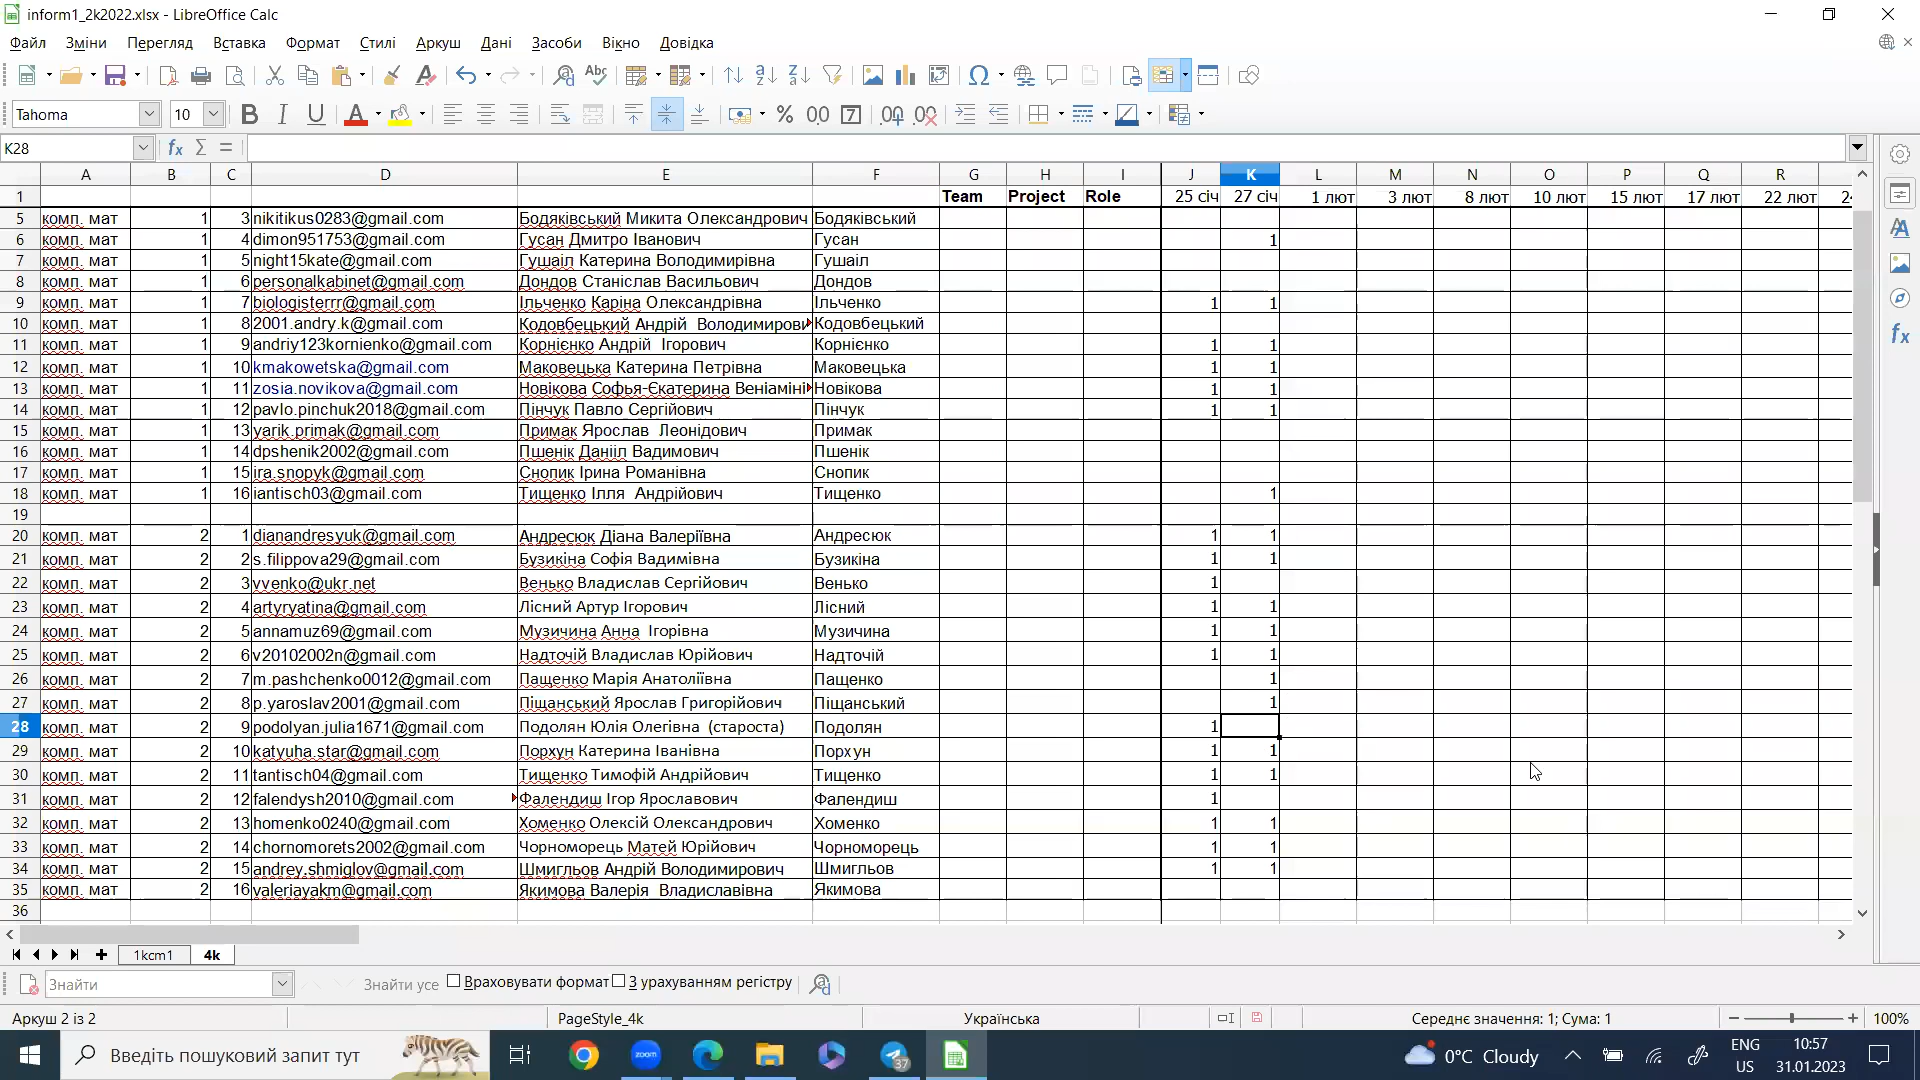 inform1_2k2022.xlsx - LibreOffice Calc
Файл Зміни Перегляд Вставка Формат Стилі Аркуш Дані Засоби Вікно Довідка
Tahoma 10
K28
A B C D E F G H I J K L M N O P Q R
1 Team Project Role 25 січ 27 січ 1 лют 3 лют 8 лют 10 лют 15 лют 17 лют 22 лют
5 комп. мат 1 3 nikitikus0283@gmail.com Бодяківський Микита Олександрович Бодяківський
6 комп. мат 1 4 dimon951753@gmail.com Гусан Дмитро Іванович Гусан 1
7 комп. мат 1 5 night15kate@gmail.com Гушаіл Катерина Володимирівна Гушаіл
8 комп. мат 1 6 personalkabinet@gmail.com Дондов Станіслав Васильович Дондов
9 комп. мат 1 7 biologisterrr@gmail.com Ільченко Каріна Олександрівна Ільченко 1 1
10 комп. мат 1 8 2001.andry.k@gmail.com Кодовбецький Андрій Володимирови Кодовбецький
11 комп. мат 1 9 andriy123kornienko@gmail.com Корнієнко Андрій Ігорович Корнієнко 1 1
12 комп. мат 1 10 kmakowetska@gmail.com Маковецька Катерина Петрівна Маковецька 1 1
13 комп. мат 1 11 zosia.novikova@gmail.com Новікова Софья-Єкатерина Веніаміні Новікова 1 1
14 комп. мат 1 12 pavlo.pinchuk2018@gmail.com Пінчук Павло Сергійович Пінчук 1 1
15 комп. мат 1 13 yarik.primak@gmail.com Примак Ярослав Леонідович Примак
16 комп. мат 1 14 dpshenik2002@gmail.com Пшенік Данііл Вадимович Пшенік
17 комп. мат 1 15 ira.snopyk@gmail.com Снопик Ірина Романівна Снопик
18 комп. мат 1 16 iantisch03@gmail.com Тищенко Ілля Андрійович Тищенко 1
19
20 комп. мат 2 1 dianandresyuk@gmail.com Андресюк Діана Валеріївна Андресюк 1 1
21 комп. мат 2 2 s.filippova29@gmail.com Бузикіна Софія Вадимівна Бузикіна 1 1
22 комп. мат 2 3 vvenko@ukr.net Венько Владислав Сергійович Венько 1
23 комп. мат 2 4 artyryatina@gmail.com Лісний Артур Ігорович Лісний 1 1
24 комп. мат 2 5 annamuz69@gmail.com Музичина Анна Ігорівна Музичина 1 1
25 комп. мат 2 6 v20102002n@gmail.com Надточій Владислав Юрійович Надточій 1 1
26 комп. мат 2 7 m.pashchenko0012@gmail.com Пащенко Марія Анатоліївна Пащенко 1
27 комп. мат 2 8 p.yaroslav2001@gmail.com Піщанський Ярослав Григорійович Піщанський 1
28 комп. мат 2 9 podolyan.julia1671@gmail.com Подолян Юлія Олегівна (староста) Подолян 1
29 комп. мат 2 10 katyuha.star@gmail.com Порхун Катерина Іванівна Порхун 1 1
30 комп. мат 2 11 tantisch04@gmail.com Тищенко Тимофій Андрійович Тищенко 1 1
31 комп. мат 2 12 falendysh2010@gmail.com Фалендиш Ігор Ярославович Фалендиш 1
32 комп. мат 2 13 homenko0240@gmail.com Хоменко Олексій Олександрович Хоменко 1 1
33 комп. мат 2 14 chornomorets2002@gmail.com Чорноморець Матей Юрійович Чорноморець 1 1
34 комп. мат 2 15 andrey.shmiglov@gmail.com Шмигльов Андрій Володимирович Шмигльов 1 1
35 комп. мат 2 16 valeriayakm@gmail.com Якимова Валерія Владиславівна Якимова
36
1kcm1 4k
Знайти Знайти усе Враховувати формат З урахуванням регістру
Аркуш 2 із 2 PageStyle_4k Українська Середнє значення: 1; Сума: 1 100%
Введіть пошуковий запит тут zoom 37 0°C Cloudy ENG 10:57
US 31.01.2023